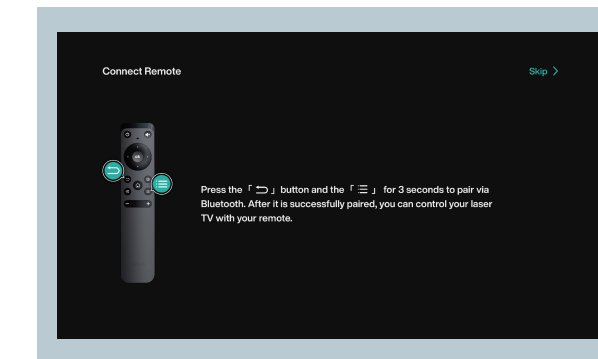 Connect Remote
Skip >
Press the「⮌」button and the「☰」for 3 seconds to pair via
Bluetooth. After it is successfully paired, you can control your laser
TV with your remote.